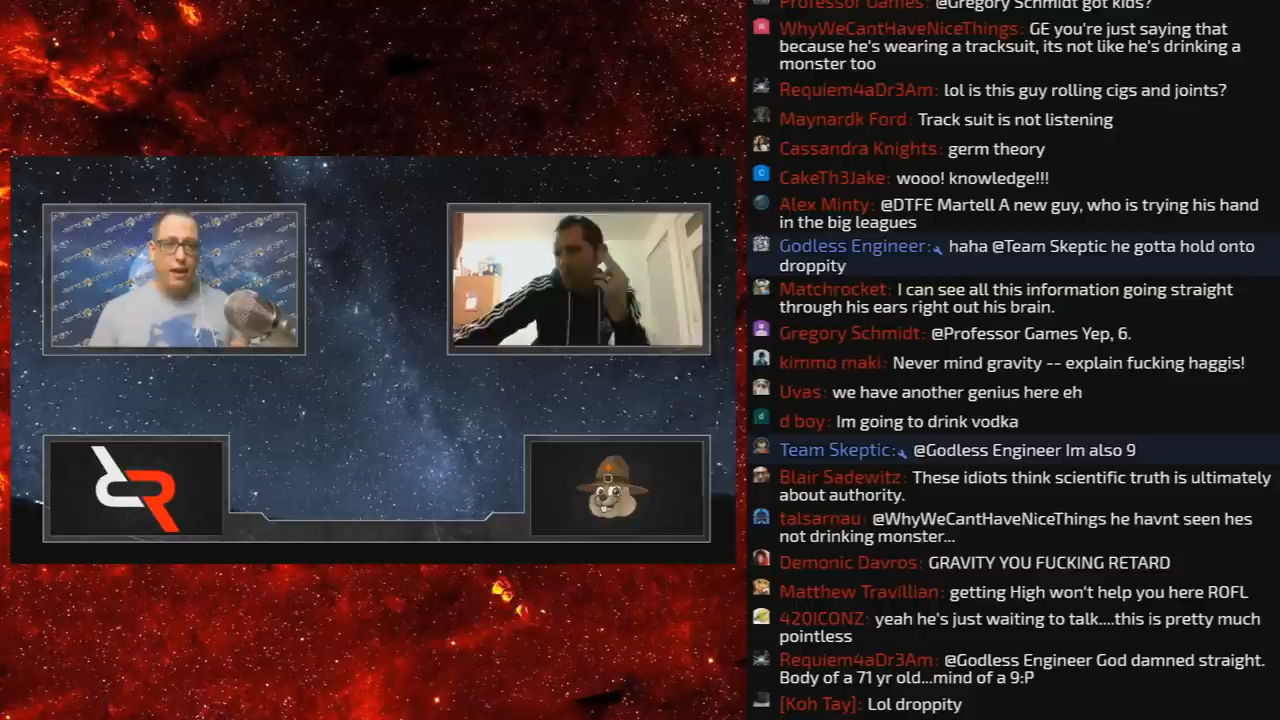 Professor Games: @Gregory Schmidt got kids?
WhyWeCantHaveNiceThings: GE you're just saying that
because he's wearing a tracksuit, its not like he's drinking a
monster too
Requiem4aDr3Am: lol is this guy rolling cigs and joints?
Maynardk Ford: Track suit is not listening
Cassandra Knights: germ theory
CakeTh3Jake: wooo! knowledge!!!
Alex Minty: @DTFE Martell A new guy, who is trying his hand
in the big leagues
Godless Engineer: haha @Team Skeptic he gotta hold onto
droppity
Matchrocket: I can see all this information going straight
through his ears right out his brain.
Gregory Schmidt: @Professor Games Yep, 6.
kimmo maki: Never mind gravity -- explain fucking haggis!
Uvas: we have another genius here eh
d boy: Im going to drink vodka
Team Skeptic: @Godless Engineer Im also 9
Blair Sadewitz: These idiots think scientific truth is ultimately
about authority.
talsarnau: @WhyWeCantHaveNiceThings he havnt seen hes
not drinking monster...
Demonic Davros: GRAVITY YOU FUCKING RETARD
Matthew Travillian: getting High won't help you here ROFL
420ICONZ: yeah he's just waiting to talk....this is pretty much
pointless
Requiem4aDr3Am: @Godless Engineer God damned straight.
Body of a 71 yr old...mind of a 9:P
[Koh Tay]: Lol droppity